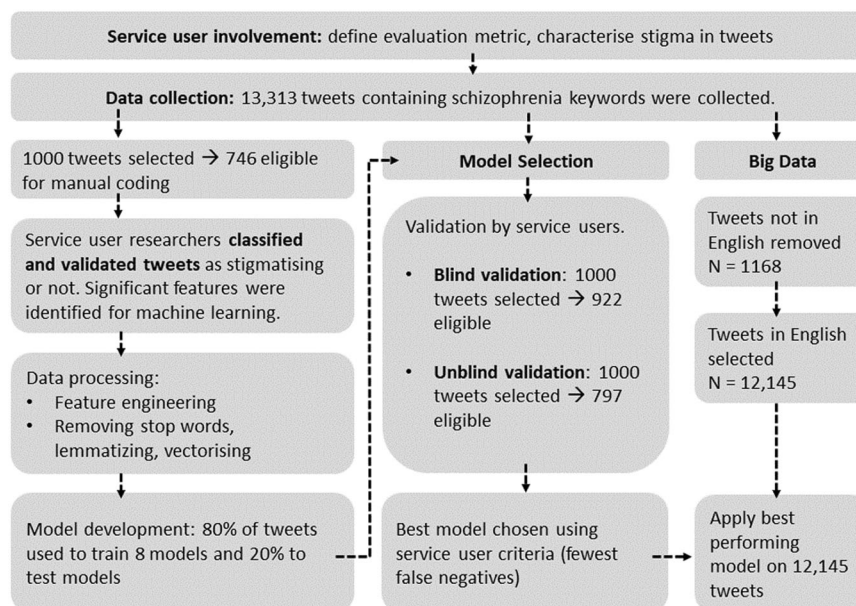 Service user involvement: define evaluation metric, characterise stigma in tweets
Data collection: 13,313 tweets containing schizophrenia keywords were collected.
1000 tweets selected → 746 eligible
for manual coding
Service user researchers classified
and validated tweets as stigmatising
or not. Significant features were
identified for machine learning.
Data processing:
• Feature engineering
• Removing stop words,
lemmatizing, vectorising
Model development: 80% of tweets
used to train 8 models and 20% to
test models
Model Selection
Validation by service users.
• Blind validation: 1000
tweets selected → 922
eligible
• Unblind validation: 1000
tweets selected → 797
eligible
Best model chosen using
service user criteria (fewest
false negatives)
Big Data
Tweets not in
English removed
N = 1168
Tweets in English
selected
N = 12,145
Apply best
performing
model on 12,145
tweets